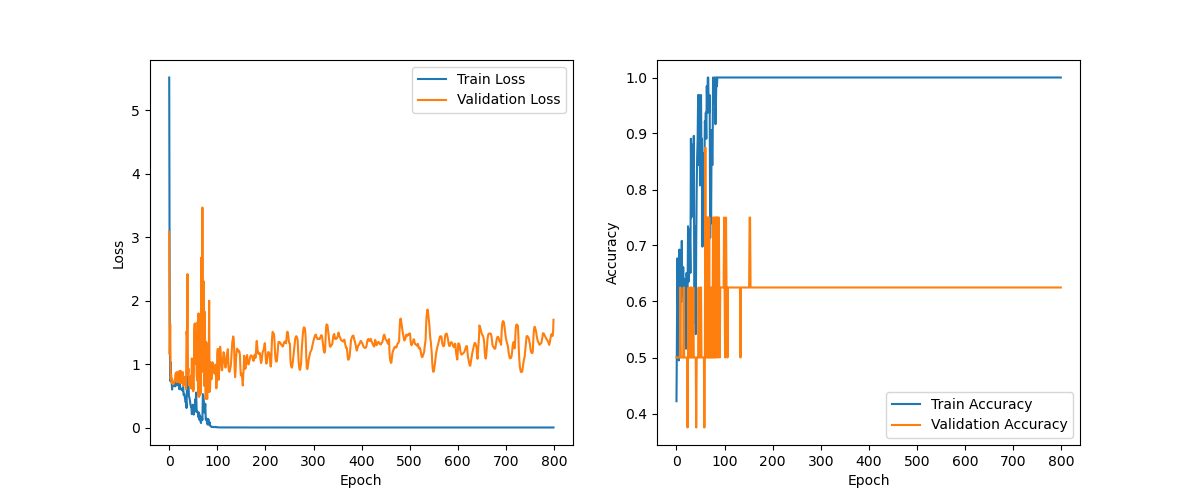 Train Loss
Validation Loss
5
4
3
2
1
0
Loss
0 100 200 300 400 500 600 700 800
Epoch
1.0
0.9
0.8
0.7
0.6
0.5
0.4
Accuracy
Train Accuracy
Validation Accuracy
0 100 200 300 400 500 600 700 800
Epoch